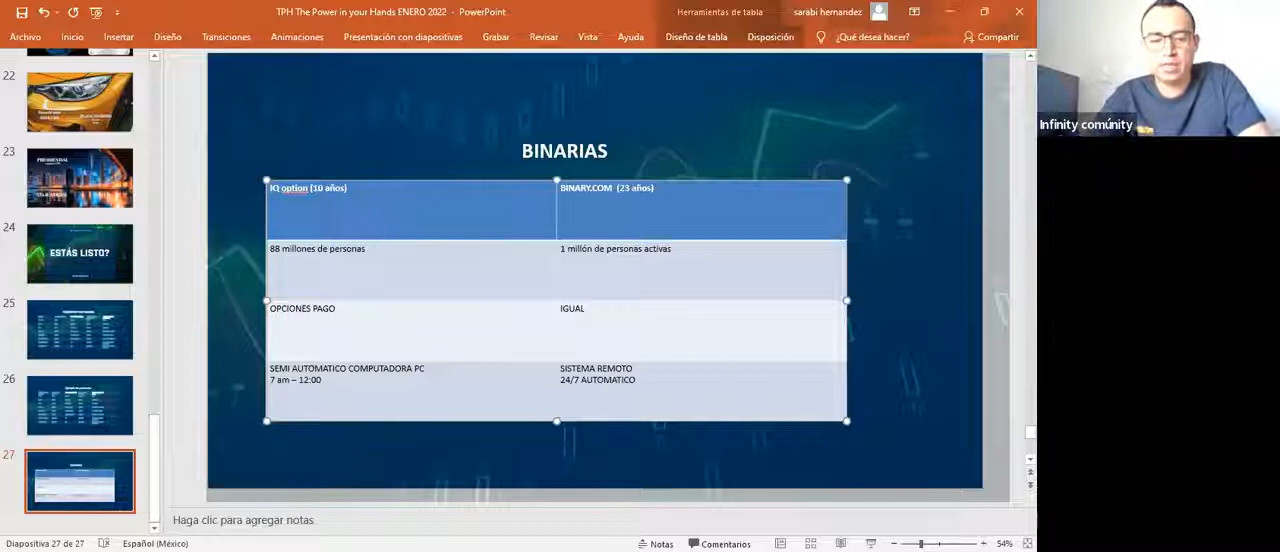 TPH The Power in your Hands ENERO 2022 - PowerPoint
Herramientas de tabla
sarabi hernandez
Archivo Inicio Insertar Diseño Transiciones Animaciones Presentación con diapositivas Grabar Revisar Vista Ayuda Diseño de tabla Disposición ¿Qué desea hacer? Compartir
22
23
PRESIDENTIAL
24
ESTÁS LISTO?
25
26
27
BINARIAS
IQ option (10 años)
BINARY.COM (23 años)
88 millones de personas
1 millón de personas activas
OPCIONES PAGO
IGUAL
SEMI AUTOMATICO COMPUTADORA PC
7 am – 12:00
SISTEMA REMOTO
24/7 AUTOMATICO
Infinity comúnity
Haga clic para agregar notas
Diapositiva 27 de 27 Español (México) Notas Comentarios 54%